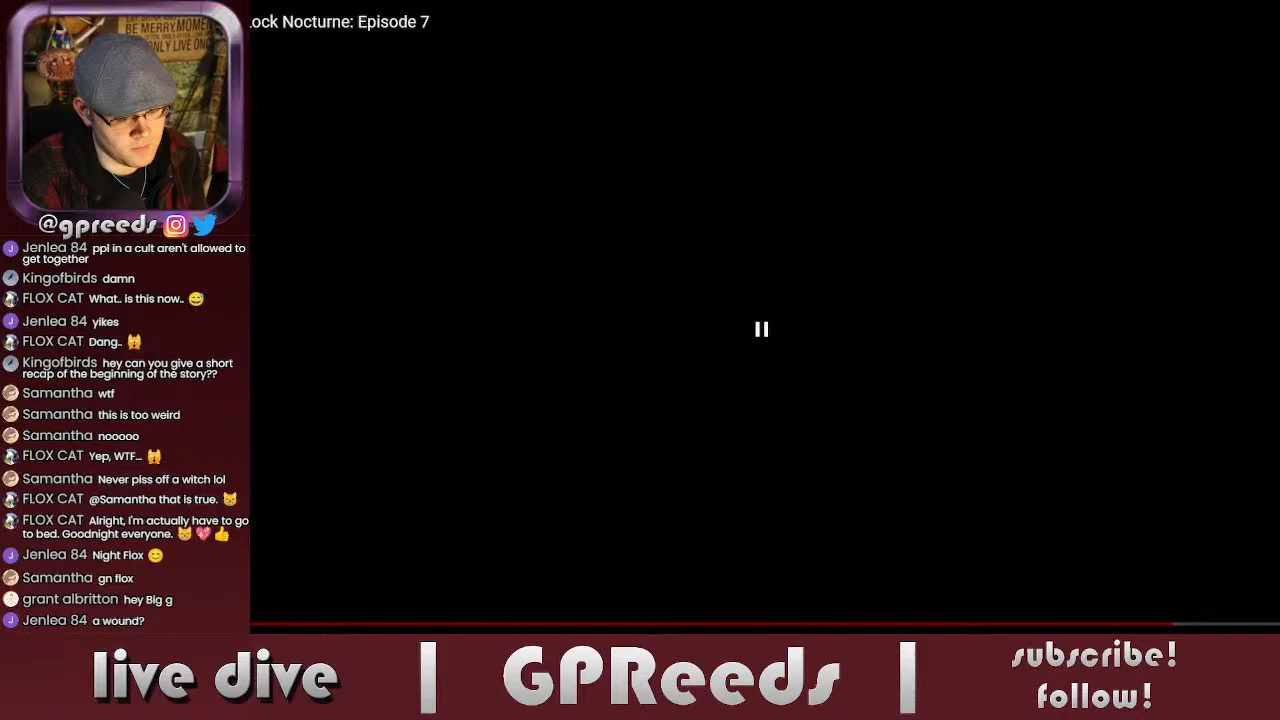 BE MERRY, MOMEN
ONLY LIVE ONC
Lock Nocturne: Episode 7
@gpreeds
Jenlea 84 ppl in a cult aren't allowed to
get together
Kingofbirds damn
FLOX CAT What.. is this now.. 😅
Jenlea 84 yikes
FLOX CAT Dang.. 🙀
Kingofbirds hey can you give a short
recap of the beginning of the story??
Samantha wtf
Samantha this is too weird
Samantha nooooo
FLOX CAT Yep, WTF... 🙀
Samantha Never piss off a witch lol
FLOX CAT @Samantha that is true. 😸
FLOX CAT Alright, I'm actually have to go
to bed. Goodnight everyone. 😸💖👍
Jenlea 84 Night Flox 😊
Samantha gn flox
grant albritton hey Big g
Jenlea 84 a wound?
live dive | GPReeds | subscribe!
follow!